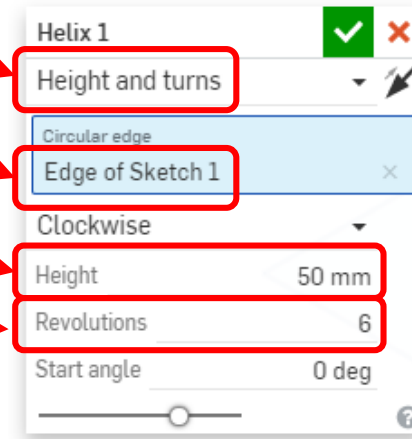 Helix 1
Height and turns
Circular edge
Edge of Sketch 1
Clockwise
Height 50 mm
Revolutions 6
Start angle 0 deg
?